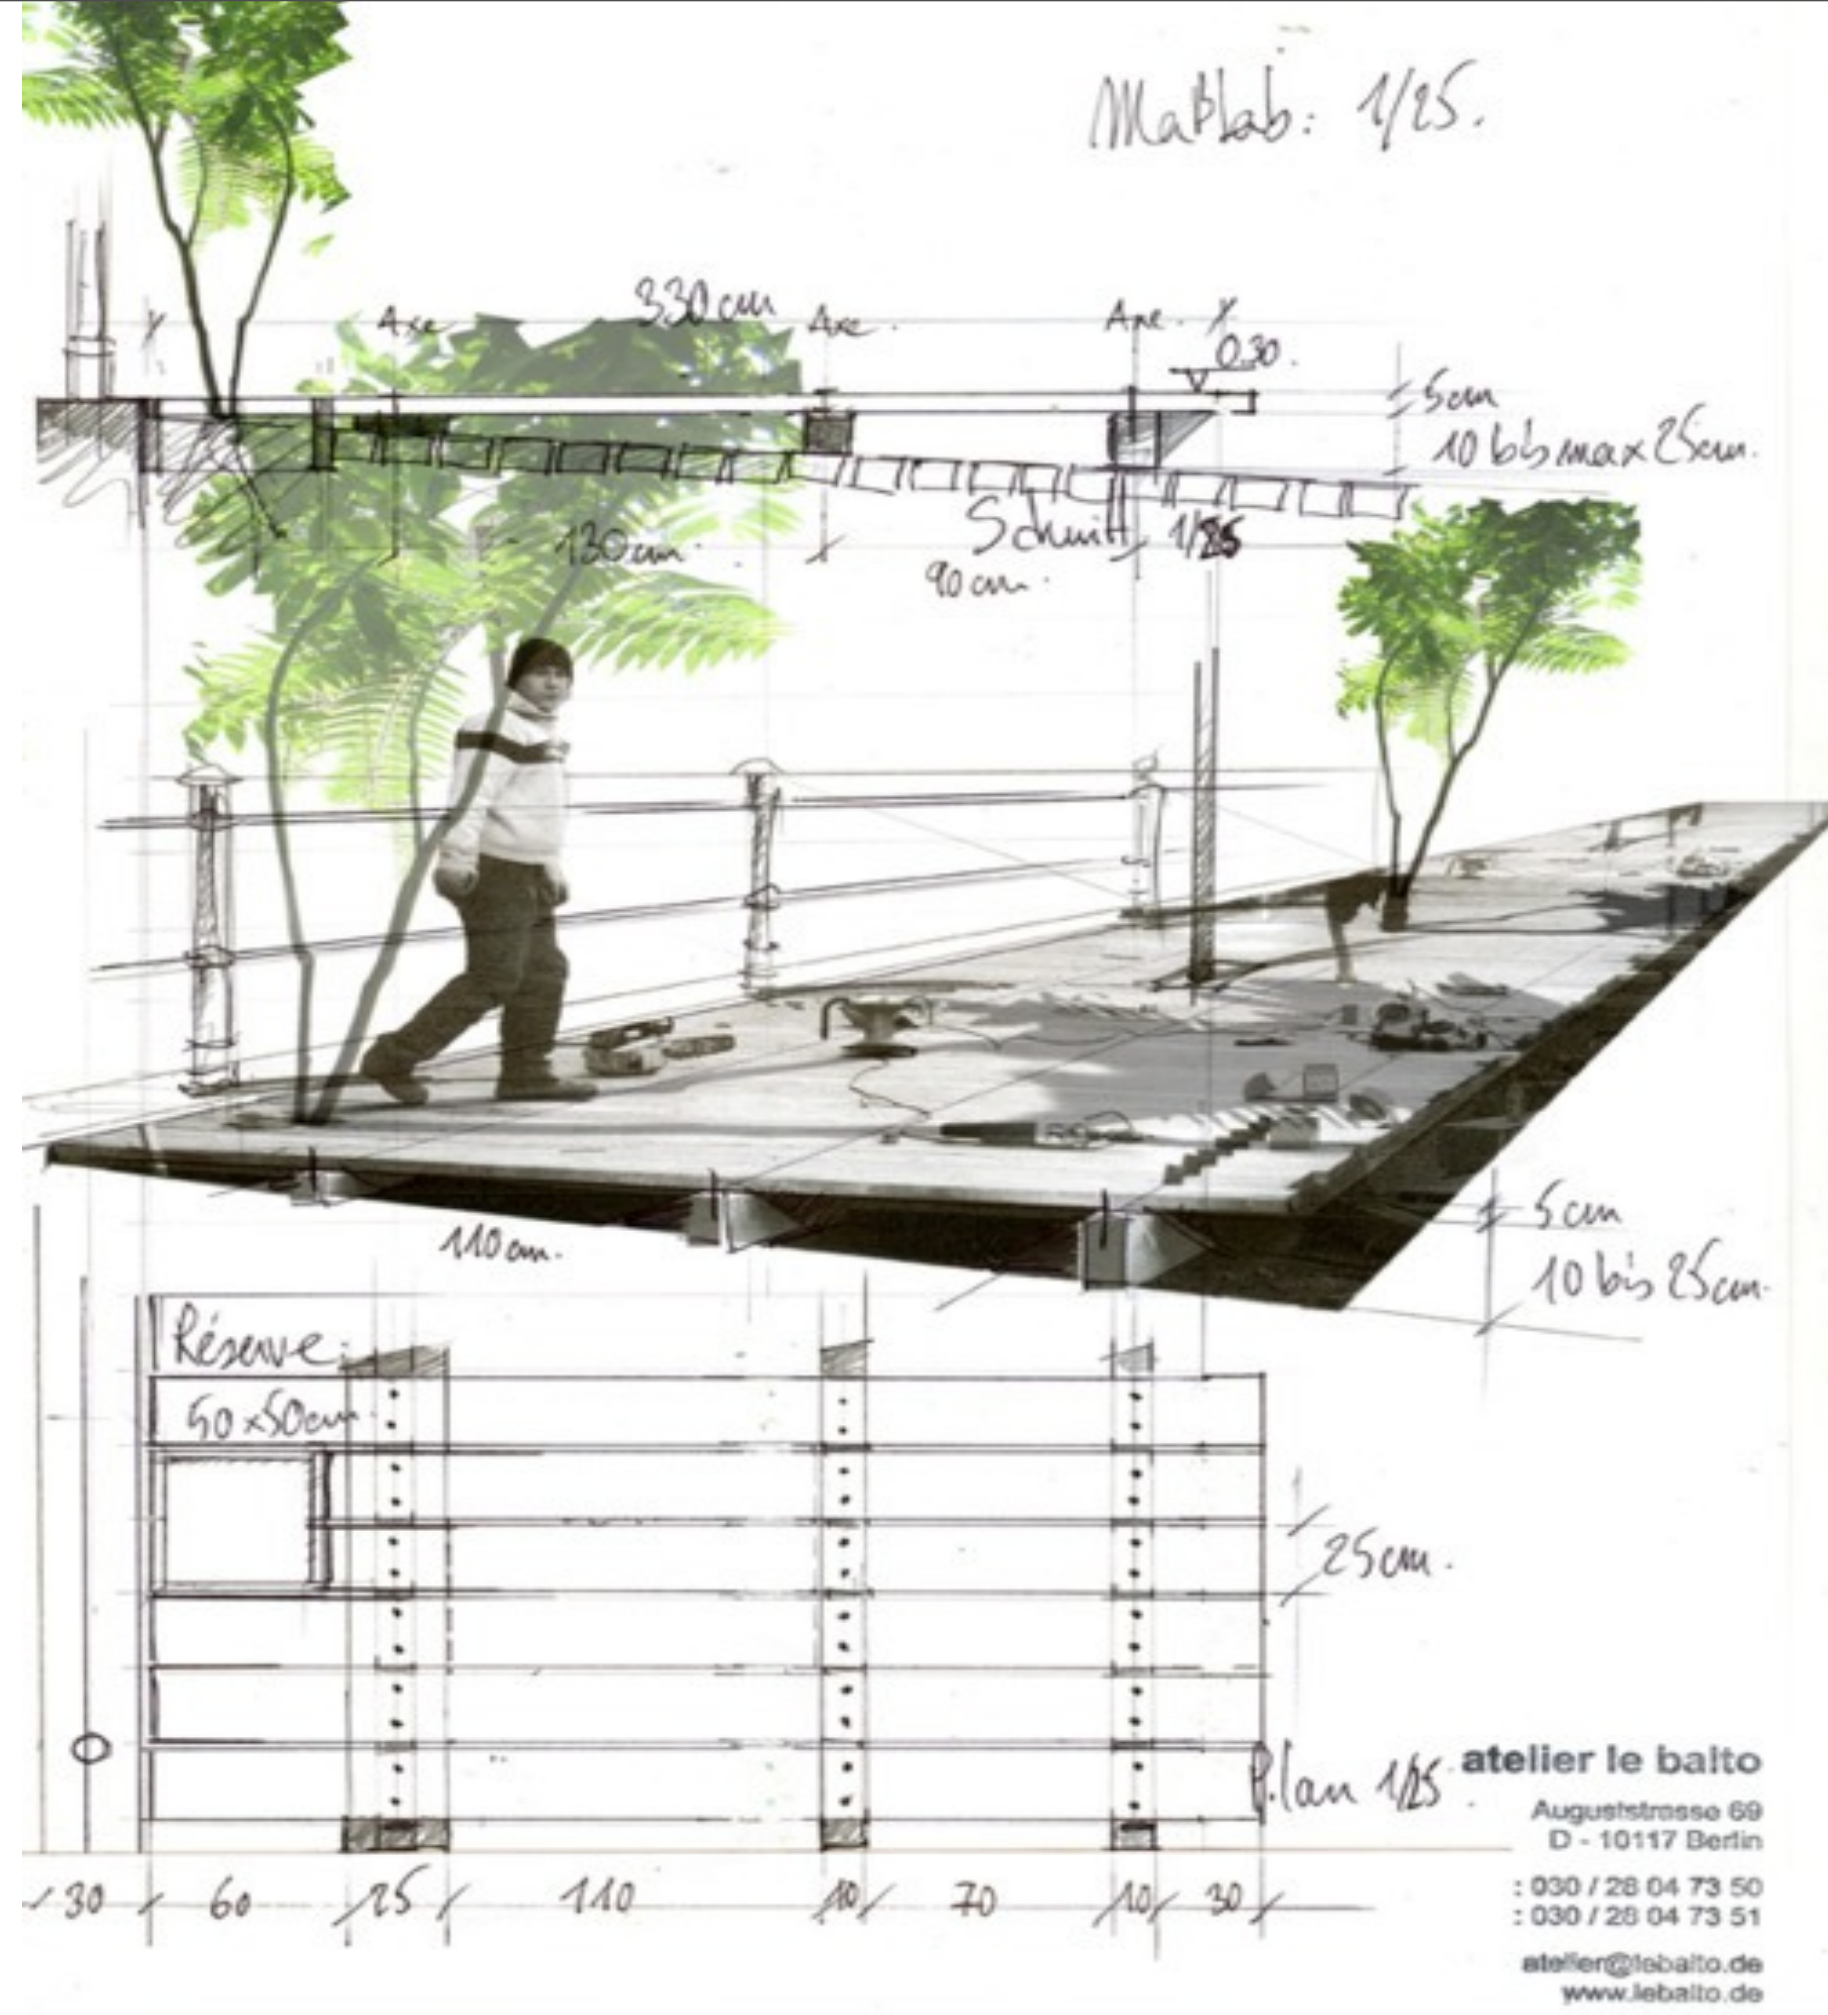 Maßtab: 1/25.
330 cm
Axe
Axe.
Axe.
0.30.
5cm
10 bis max 25cm.
130cm.
Schnitt 1/25
90 cm.
110 cm.
5 cm
10 bis 25cm.
Réserve:
50x50cm.
25cm.
Plan 1/25.
30 60 25 110 10 70 10 30
atelier le balto
Auguststrasse 69
D - 10117 Berlin
: 030 / 28 04 73 50
: 030 / 28 04 73 51
atelier@lebalto.de
www.lebalto.de